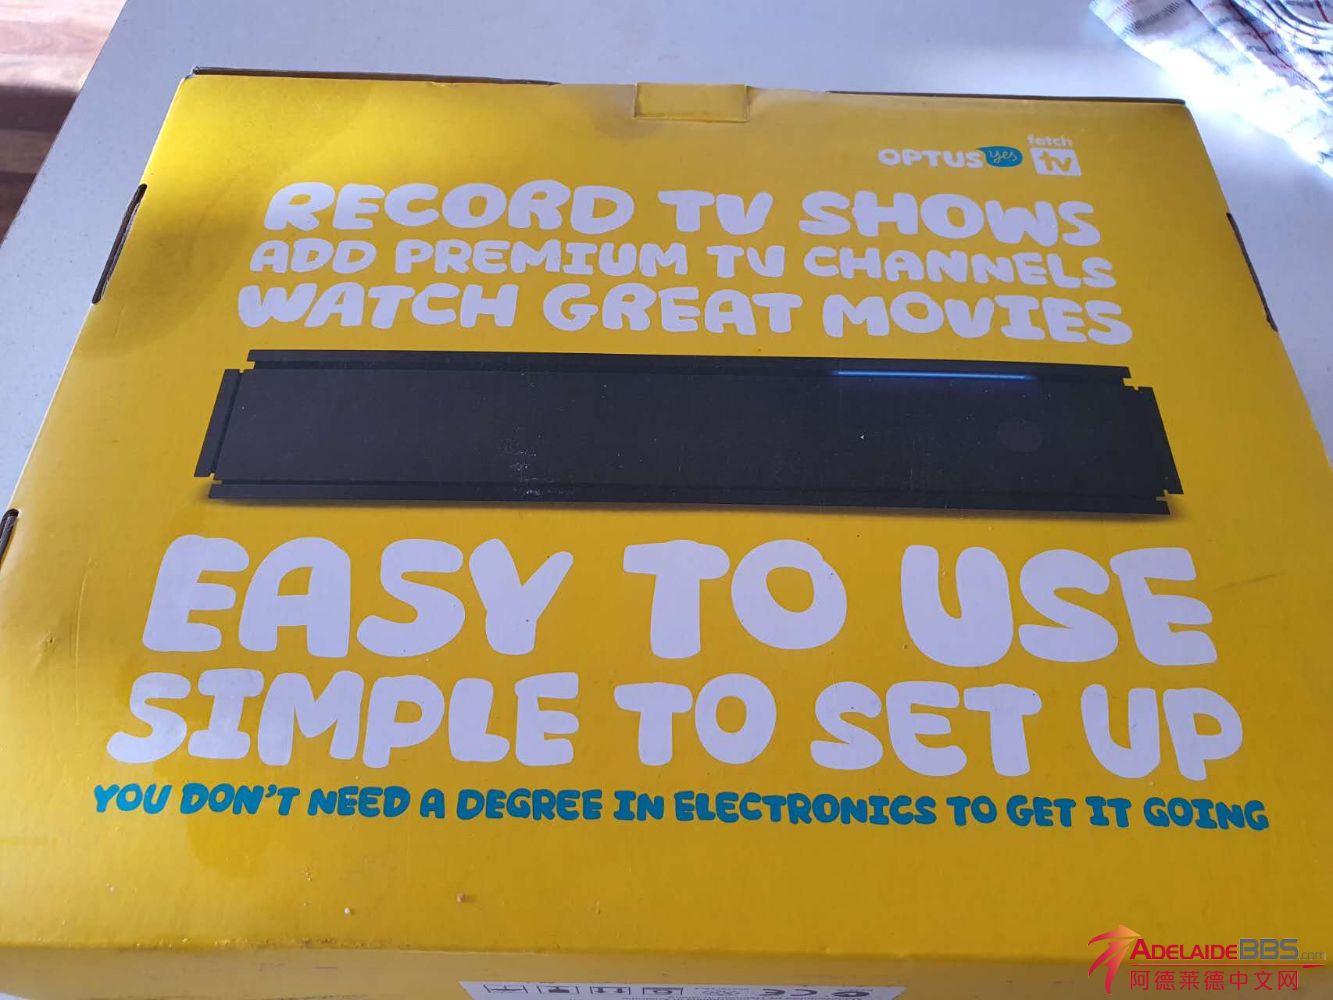 fetch
OPTUS yes tv
RECORD TV SHOWS
ADD PREMIUM TV CHANNELS
WATCH GREAT MOVIES
EASY TO USE
SIMPLE TO SET UP
YOU DON'T NEED A DEGREE IN ELECTRONICS TO GET IT GOING
ADELAIDEBBS.com
阿德莱德中文网